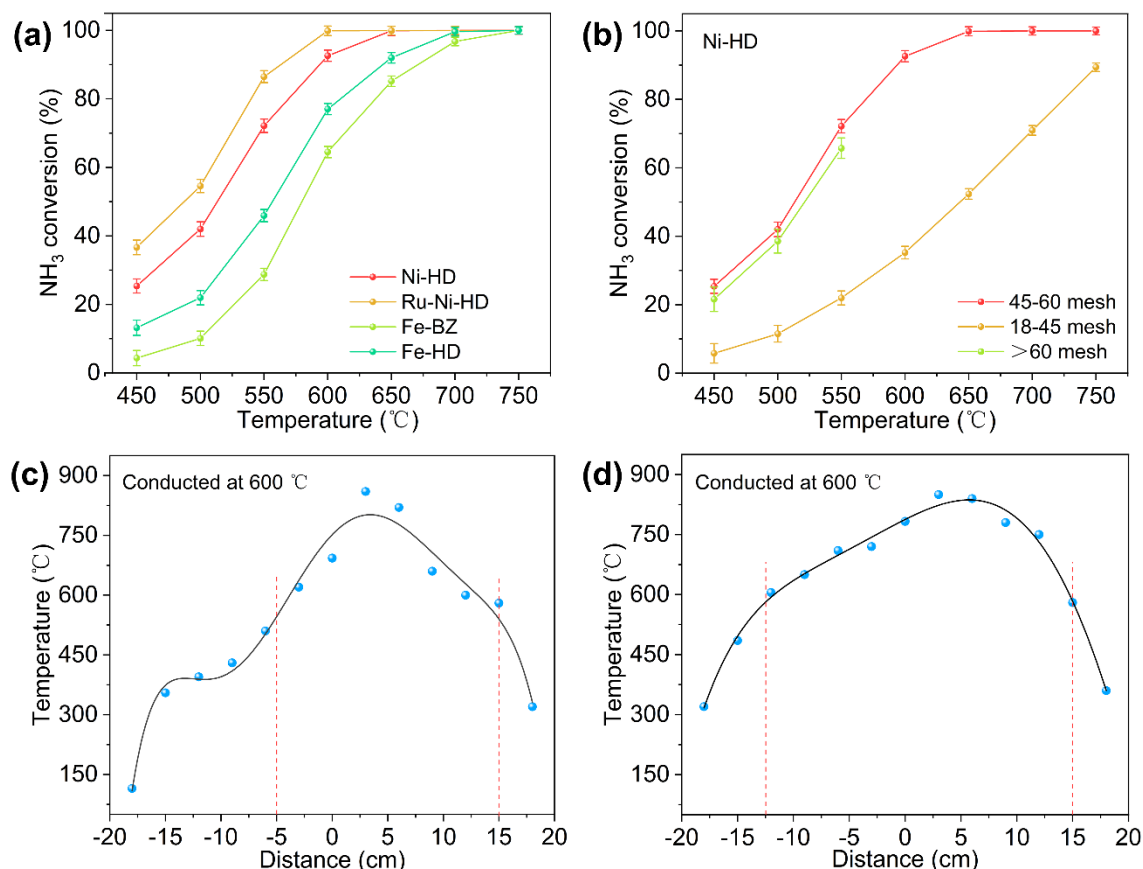 (a)
NH3 conversion (%)
100
80
60
40
20
0
450 500 550 600 650 700 750
Temperature (℃)
Ni-HD
Ru-Ni-HD
Fe-BZ
Fe-HD
(b)
Ni-HD
NH3 conversion (%)
100
80
60
40
20
0
450 500 550 600 650 700 750
Temperature (℃)
45-60 mesh
18-45 mesh
>60 mesh
(c)
Conducted at 600 ℃
Temperature (℃)
900
750
600
450
300
150
-20 -15 -10 -5 0 5 10 15 20
Distance (cm)
(d)
Conducted at 600 ℃
Temperature (℃)
900
750
600
450
300
150
-20 -15 -10 -5 0 5 10 15 20
Distance (cm)